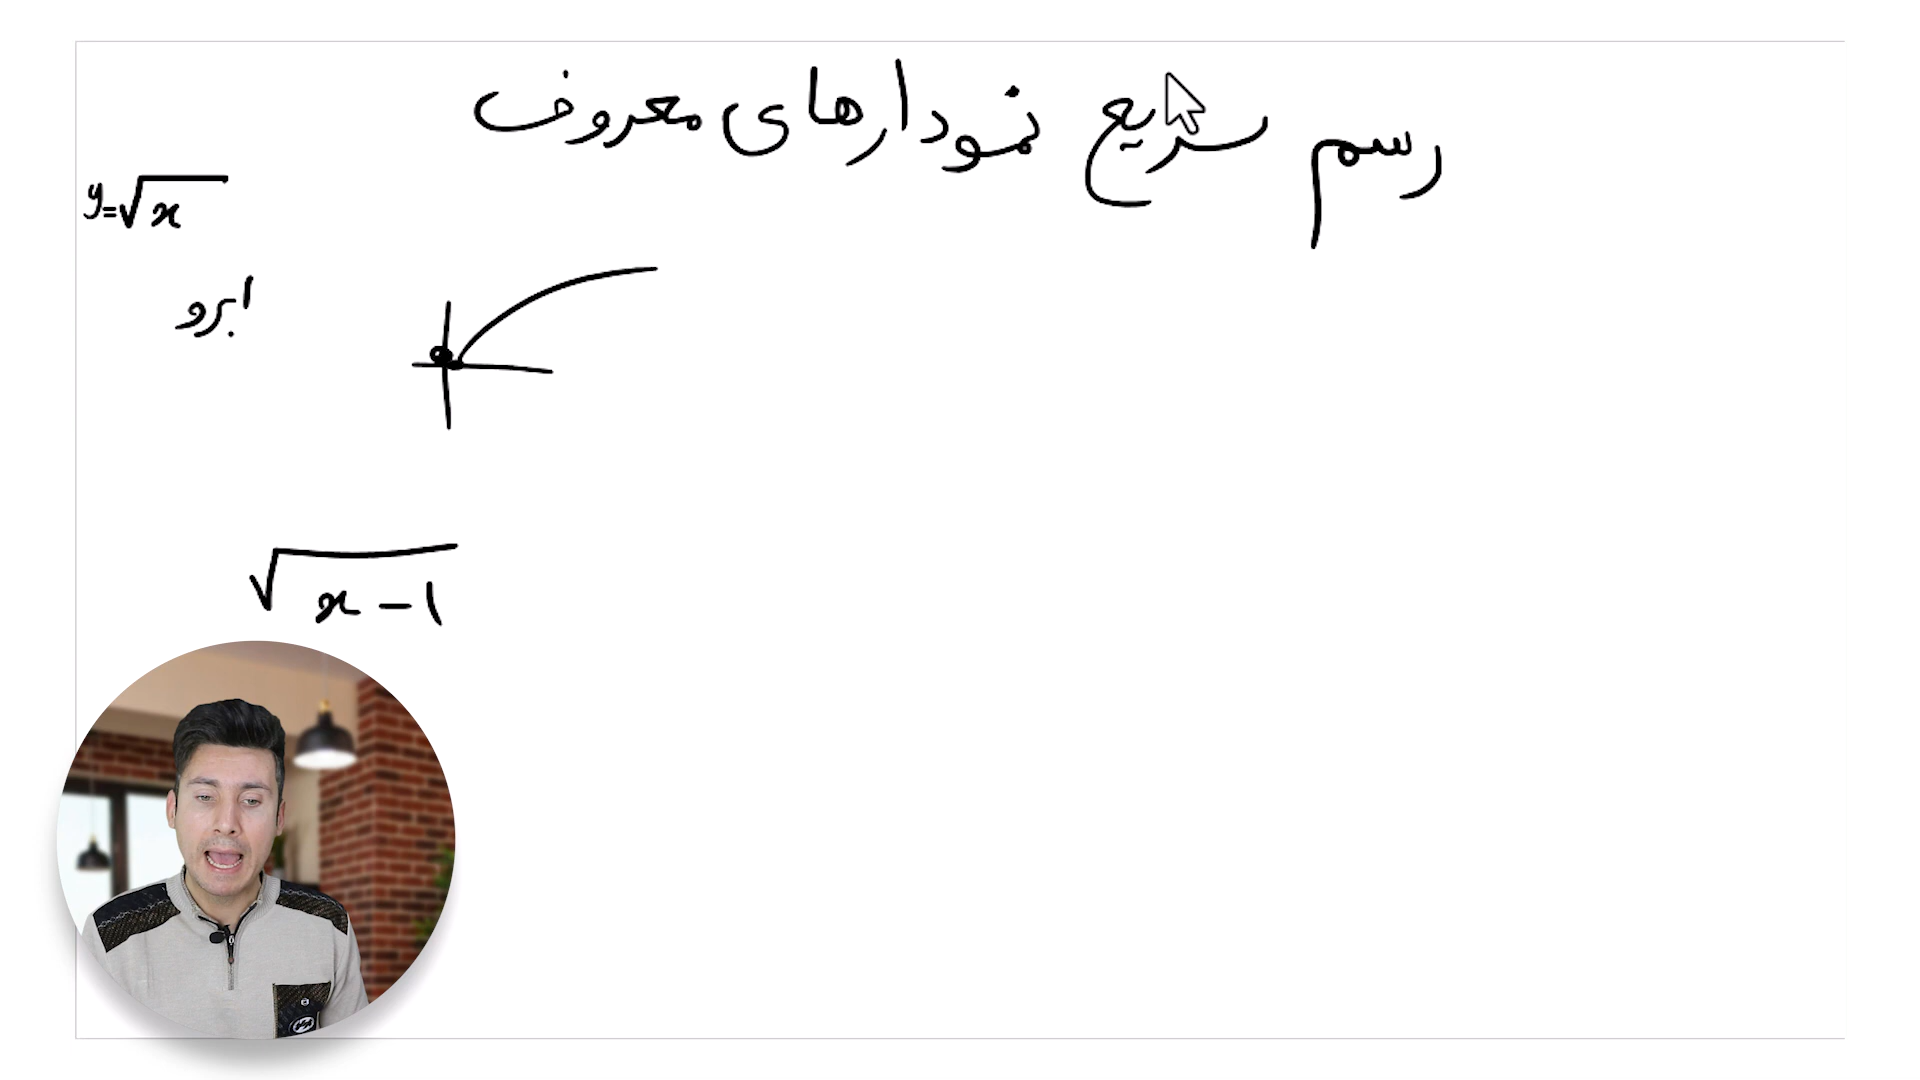 رسم سریع نمودارهای معروف
y=√x
ابرو
√x-1